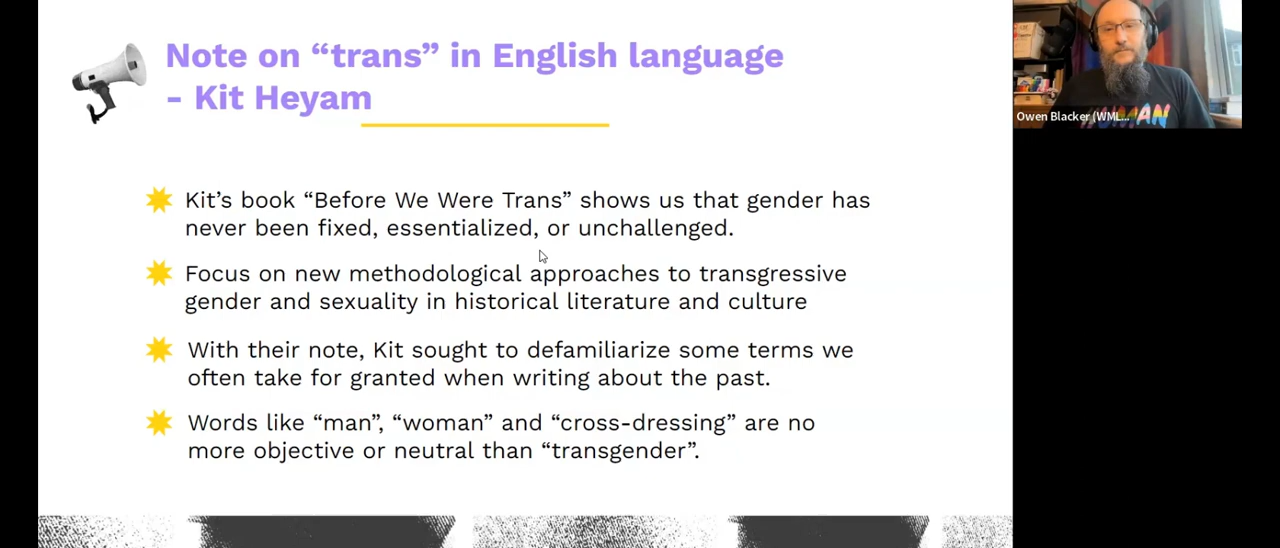 Note on “trans” in English language
- Kit Heyam
Kit’s book “Before We Were Trans” shows us that gender has
never been fixed, essentialized, or unchallenged.
Focus on new methodological approaches to transgressive
gender and sexuality in historical literature and culture
With their note, Kit sought to defamiliarize some terms we
often take for granted when writing about the past.
Words like “man”, “woman” and “cross-dressing” are no
more objective or neutral than “transgender”.
Owen Blacker (WML...
HUMAN